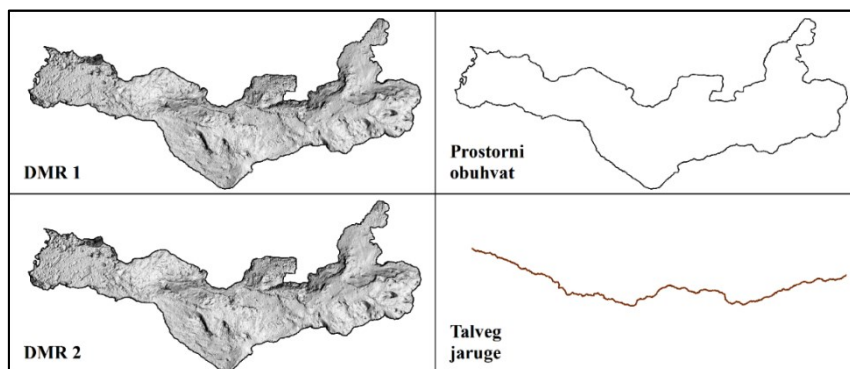 DMR 1
Prostorni
obuhvat
DMR 2
Talveg
jaruge